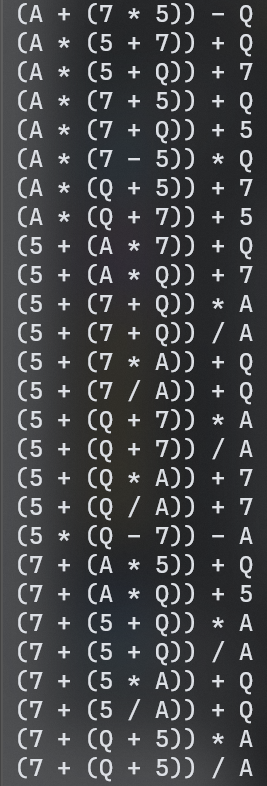 (A + (7 * 5)) - Q
(A * (5 + 7)) + Q
(A * (5 + Q)) + 7
(A * (7 + Q)) + 5
(A * (7 - 5)) * Q
(A * (Q + 5)) + 7
(A * (Q + 7)) + 5
(5 + (A * 7)) + Q
(5 + (A * Q)) + 7
(5 + (7 + Q)) * A
(5 + (7 + Q)) / A
(5 + (7 * A)) + Q
(5 + (7 / A)) + Q
(5 + (Q + 7)) * A
(5 + (Q + 7)) / A
(5 + (Q * A)) + 7
(5 + (Q / A)) + 7
(5 * (Q - 7)) - A
(7 + (A * 5)) + Q
(7 + (A * Q)) + 5
(7 + (5 + Q)) * A
(7 + (5 + Q)) / A
(7 + (5 * A)) + Q
(7 + (5 / A)) + Q
(7 + (Q + 5)) * A
(7 + (Q + 5)) / A